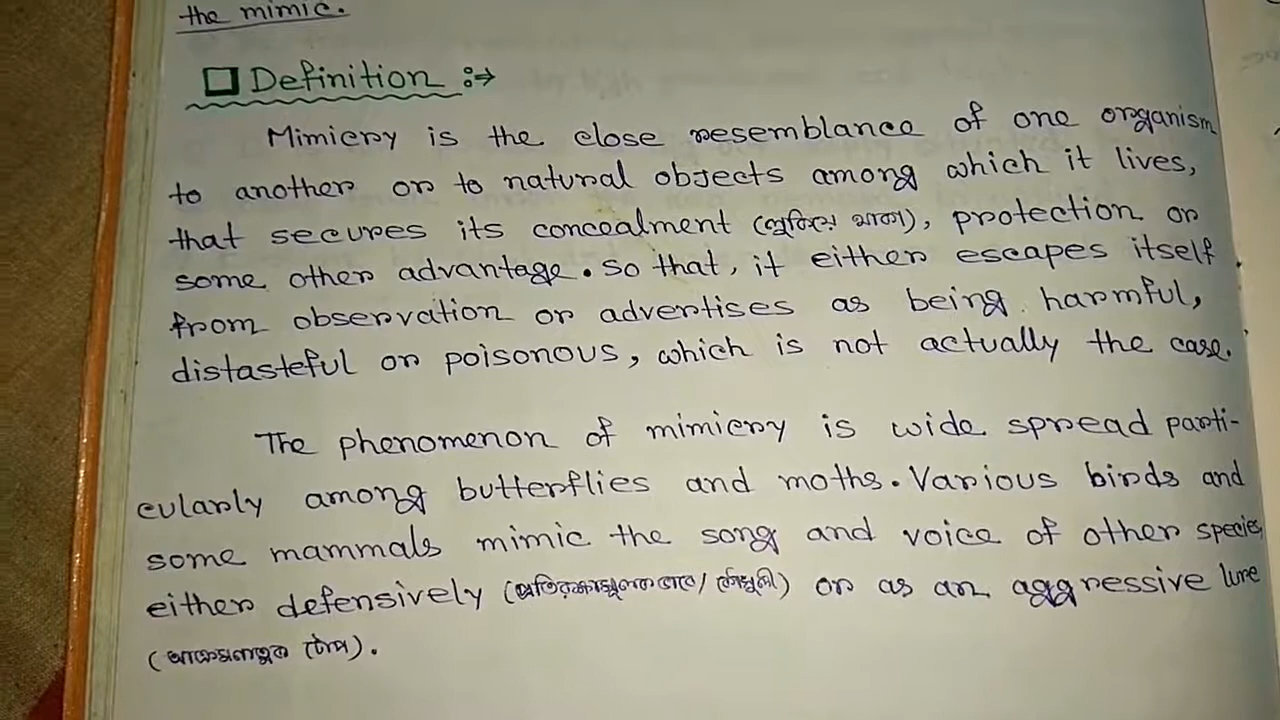 the mimic.
□ Definition :→
Mimicry is the close resemblance of one organism
to another or to natural objects among which it lives,
that secures its concealment (লুকিয়ে থাকা), protection or
some other advantage. So that, it either escapes itself
from observation or advertises as being harmful,
distasteful or poisonous, which is not actually the case.
The phenomenon of mimicry is wide spread parti-
cularly among butterflies and moths. Various birds and
some mammals mimic the song and voice of other species,
either defensively (প্রতিরক্ষামূলক ভাবে/ ) or as an aggressive lure
(আক্রমণাত্মক টোপ).